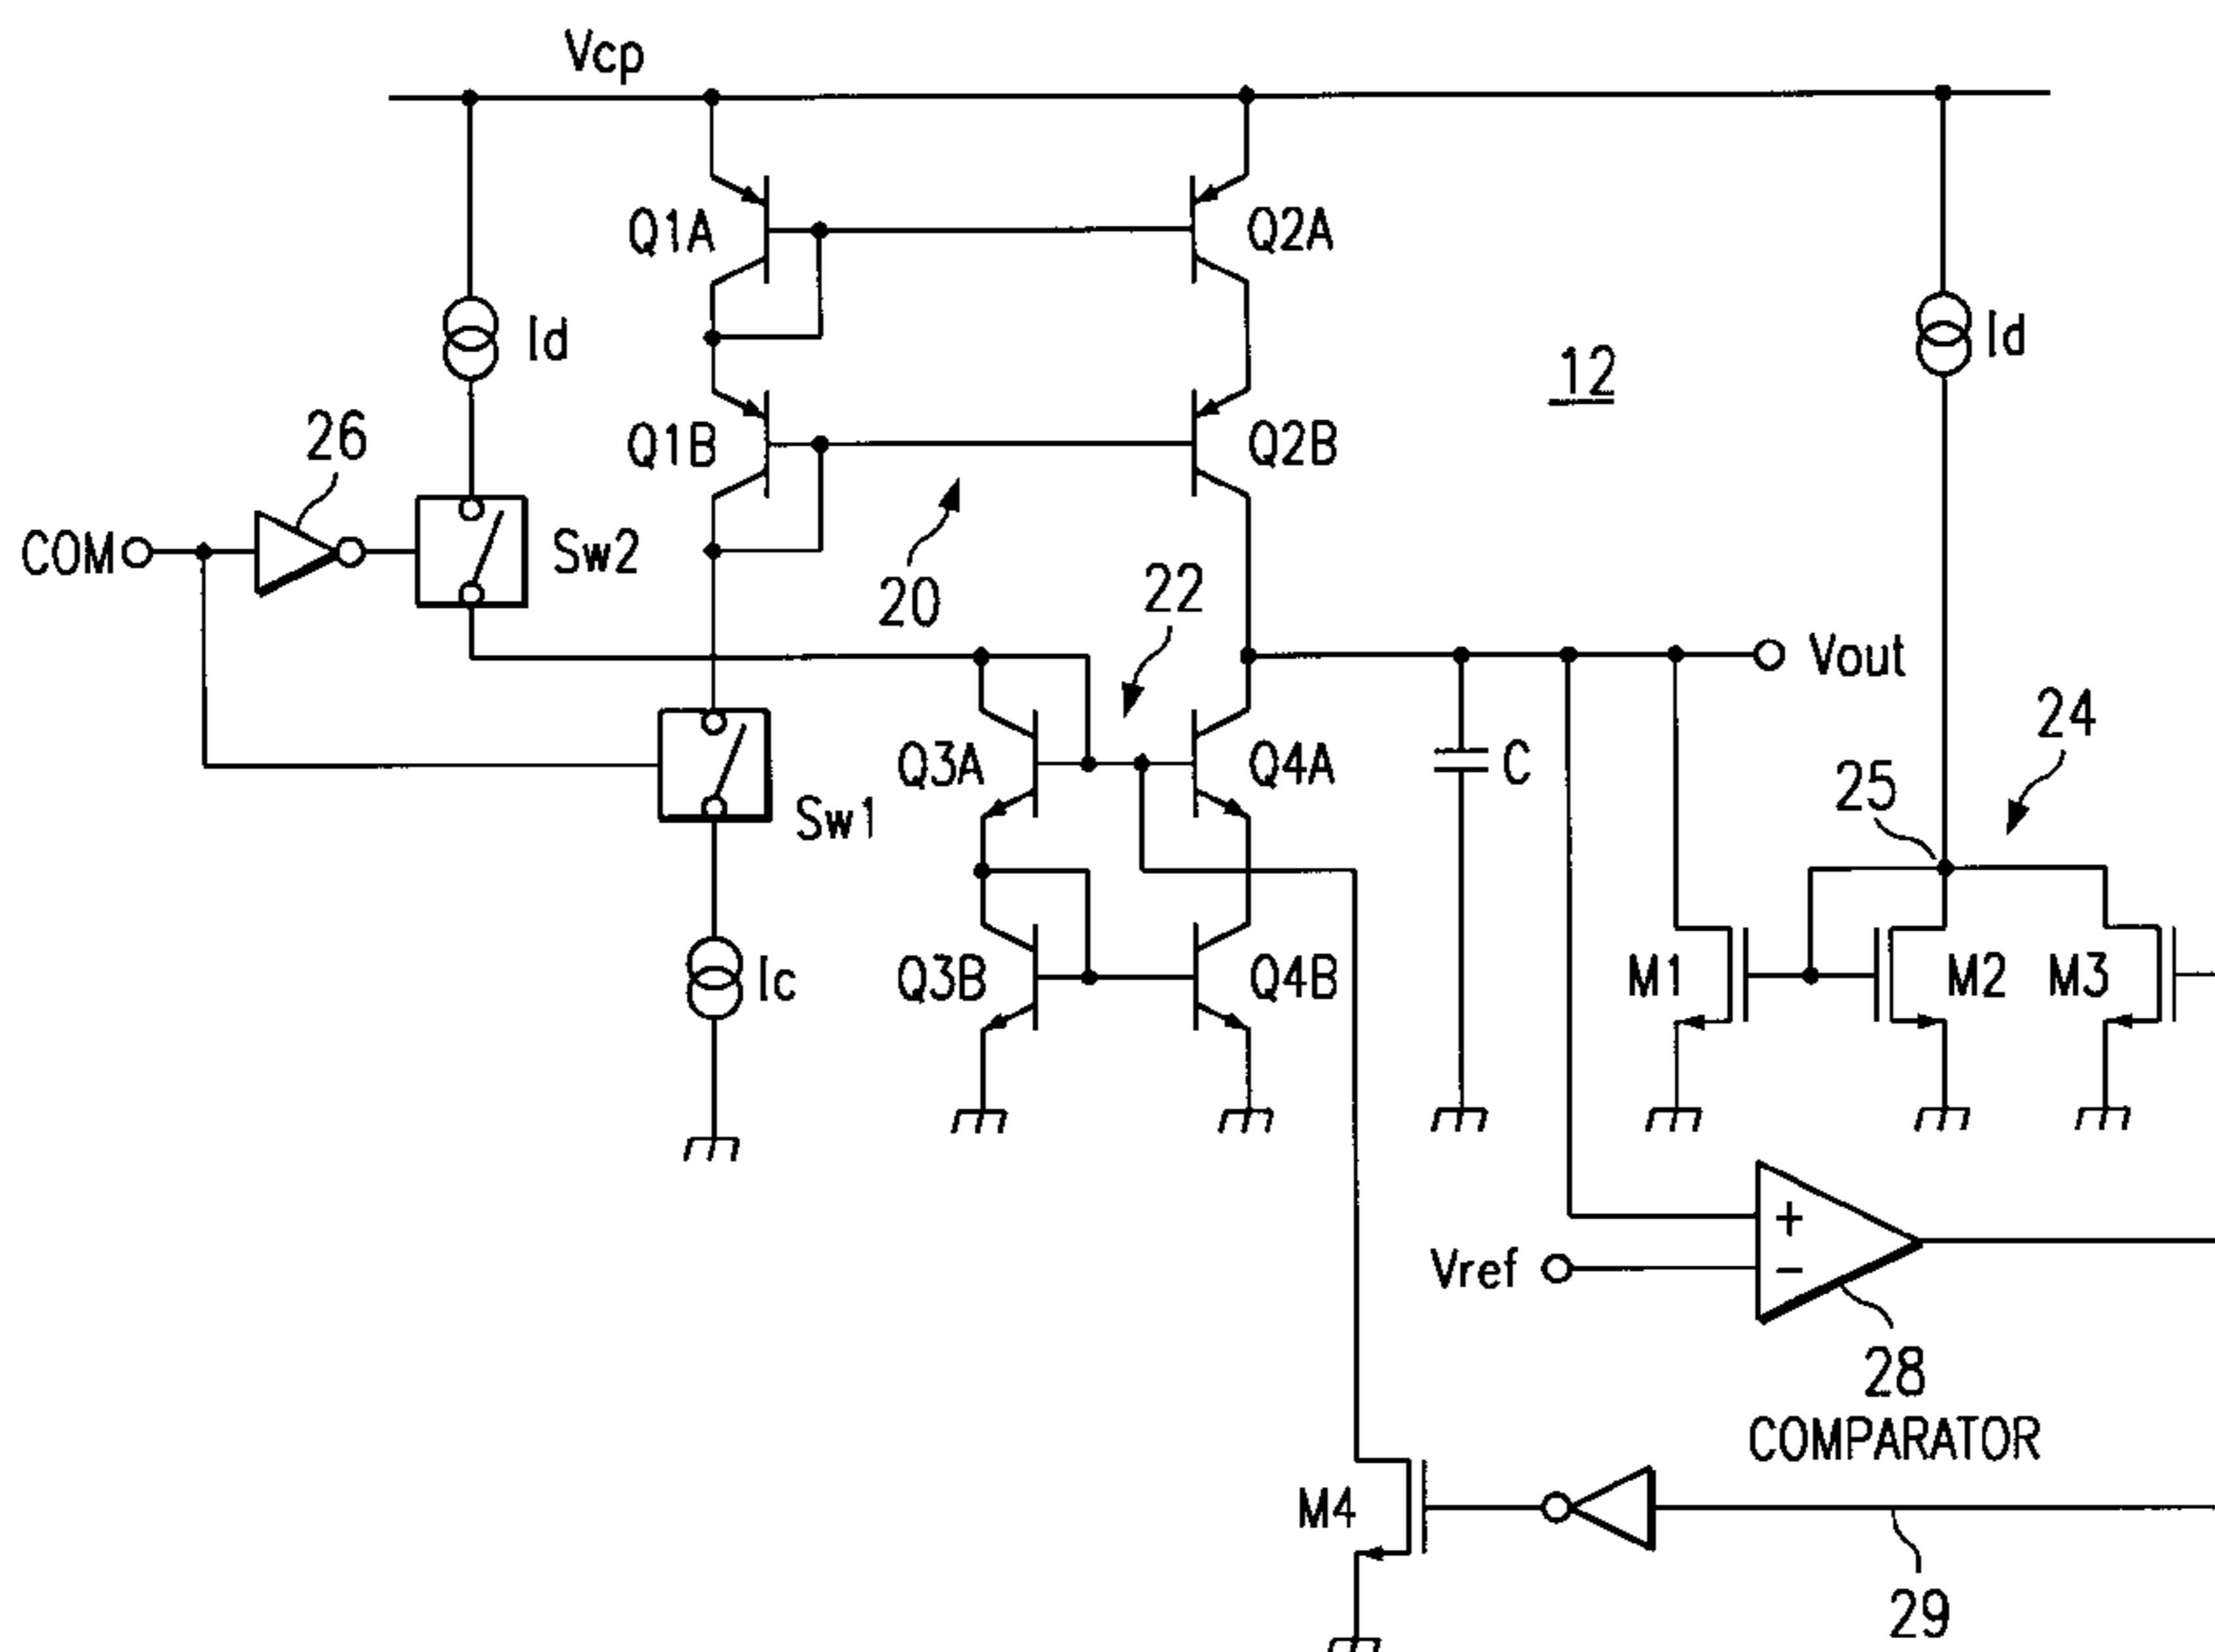 Vcp
Q1A
Q2A
Id
Id
12
26
Q1B
Q2B
COM
Sw2
20
22
Vout
24
Q3A
Q4A
C
25
Sw1
Ic
Q3B
Q4B
M1
M2
M3
+
Vref
−
28
COMPARATOR
M4
29